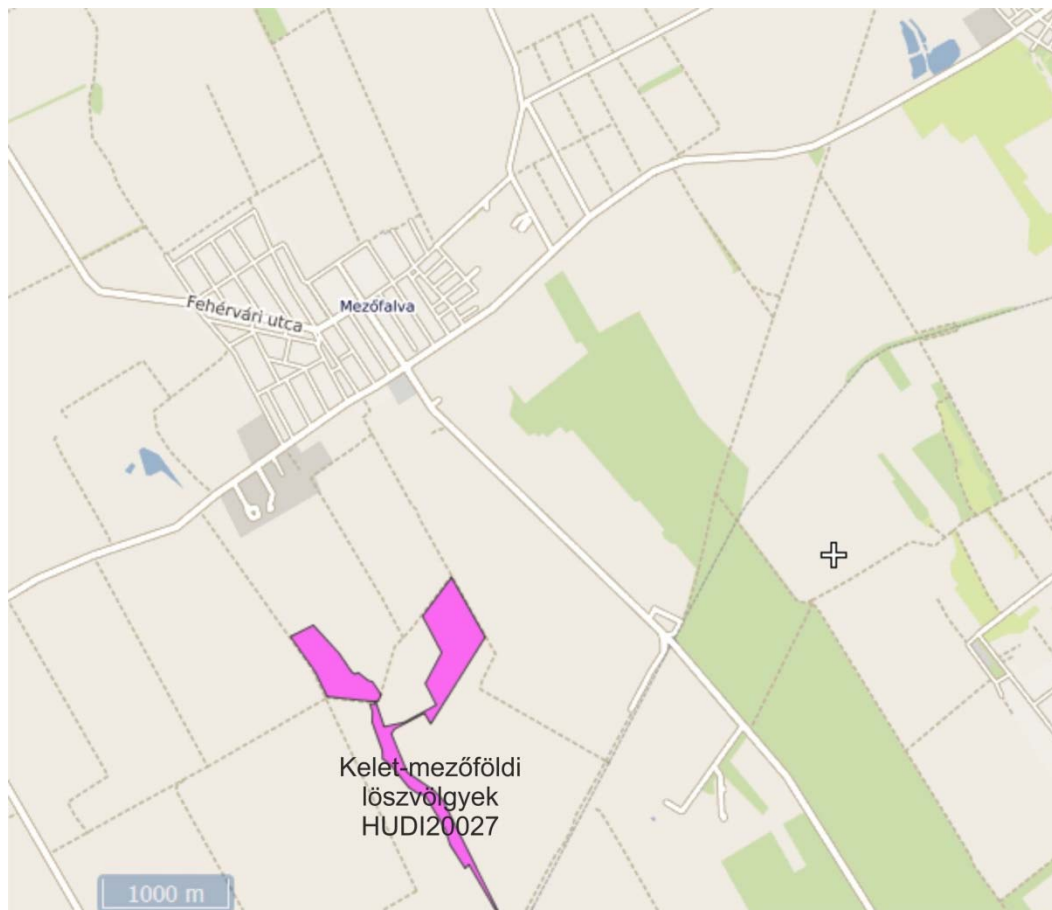 Fehérvári utca
Mezőfalva
Kelet-mezőföldi
löszvölgyek
HUDI20027
1000 m